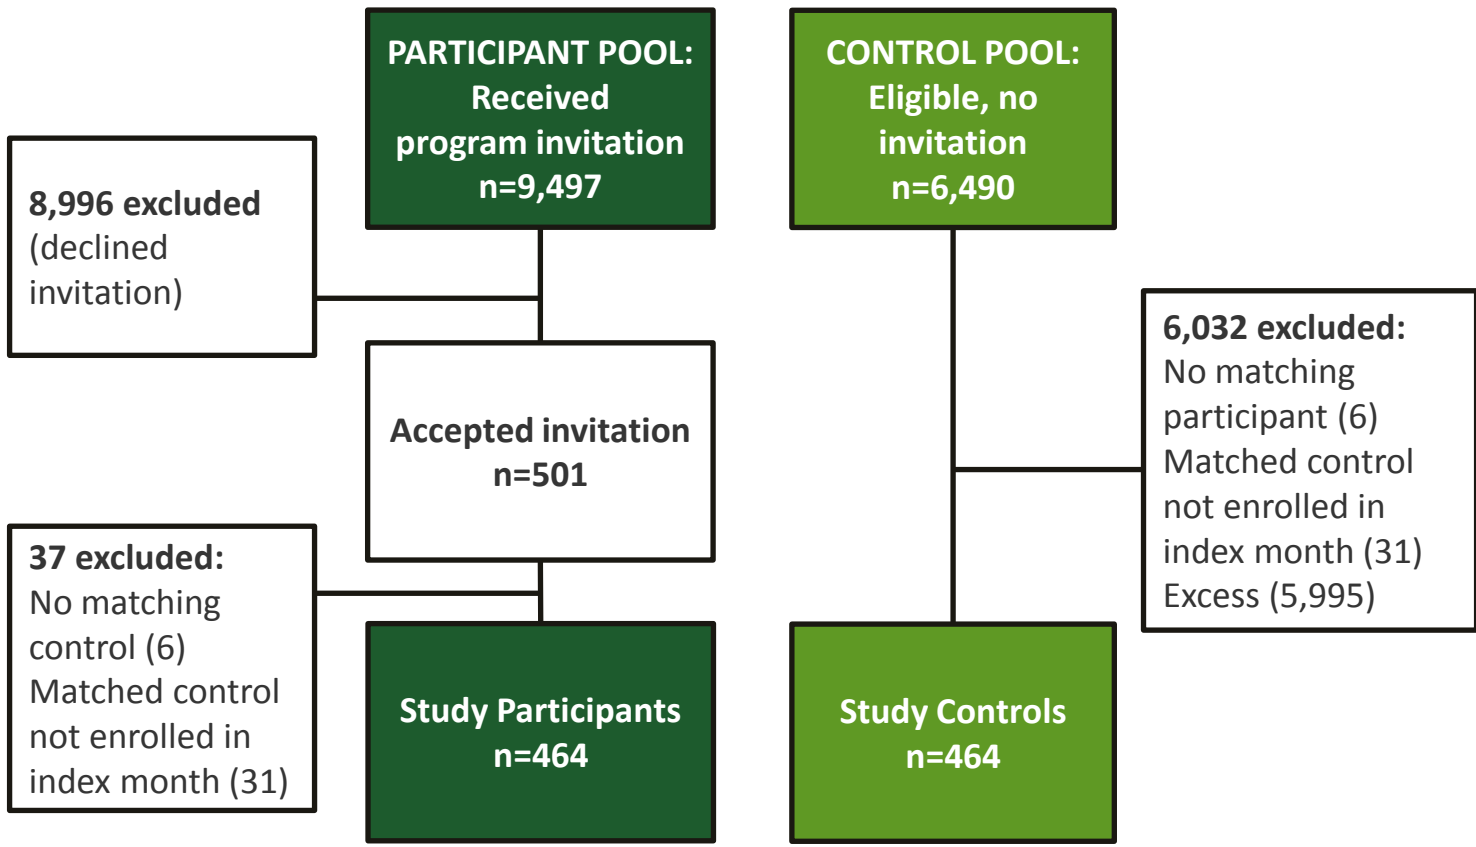 PARTICIPANT POOL:
Received
program invitation
n=9,497
CONTROL POOL:
Eligible, no
invitation
n=6,490
8,996 excluded
(declined
invitation)
Accepted invitation
n=501
6,032 excluded:
No matching
participant (6)
Matched control
not enrolled in
index month (31)
Excess (5,995)
37 excluded:
No matching
control (6)
Matched control
not enrolled in
index month (31)
Study Participants
n=464
Study Controls
n=464